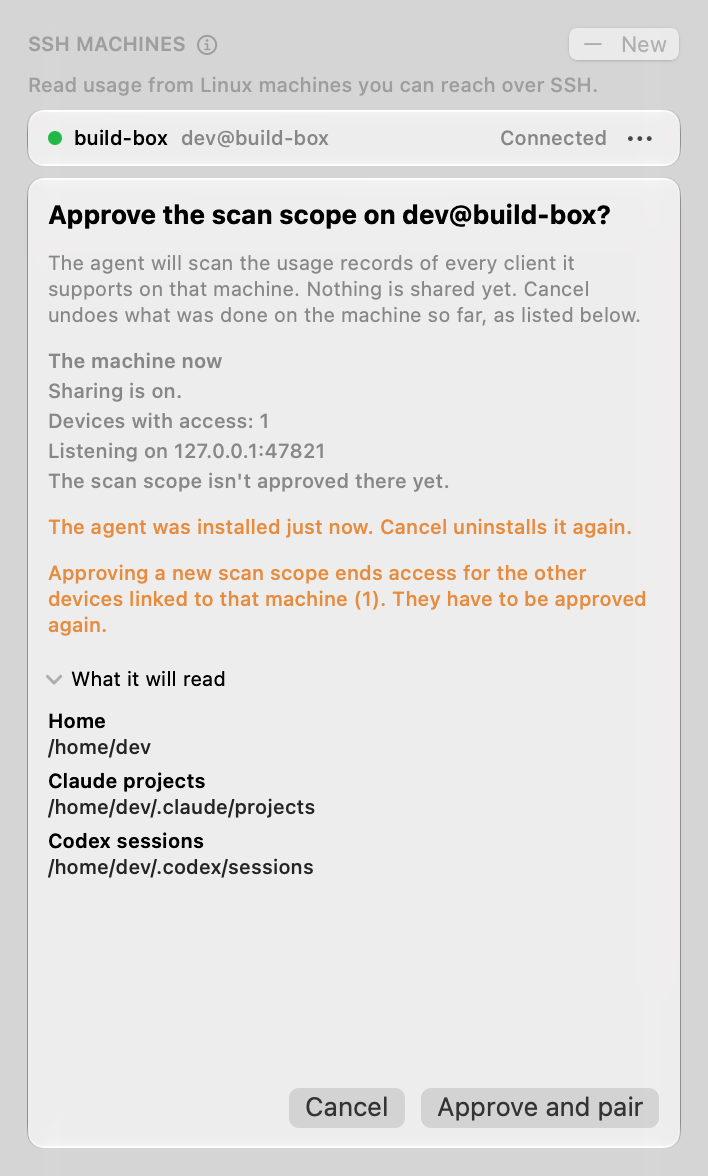 SSH MACHINES
New
Read usage from Linux machines you can reach over SSH.
build-box dev@build-box Connected
Approve the scan scope on dev@build-box?
The agent will scan the usage records of every client it
supports on that machine. Nothing is shared yet. Cancel
undoes what was done on the machine so far, as listed below.
The machine now
Sharing is on.
Devices with access: 1
Listening on 127.0.0.1:47821
The scan scope isn't approved there yet.
The agent was installed just now. Cancel uninstalls it again.
Approving a new scan scope ends access for the other
devices linked to that machine (1). They have to be approved
again.
What it will read
Home
/home/dev
Claude projects
/home/dev/.claude/projects
Codex sessions
/home/dev/.codex/sessions
Cancel
Approve and pair